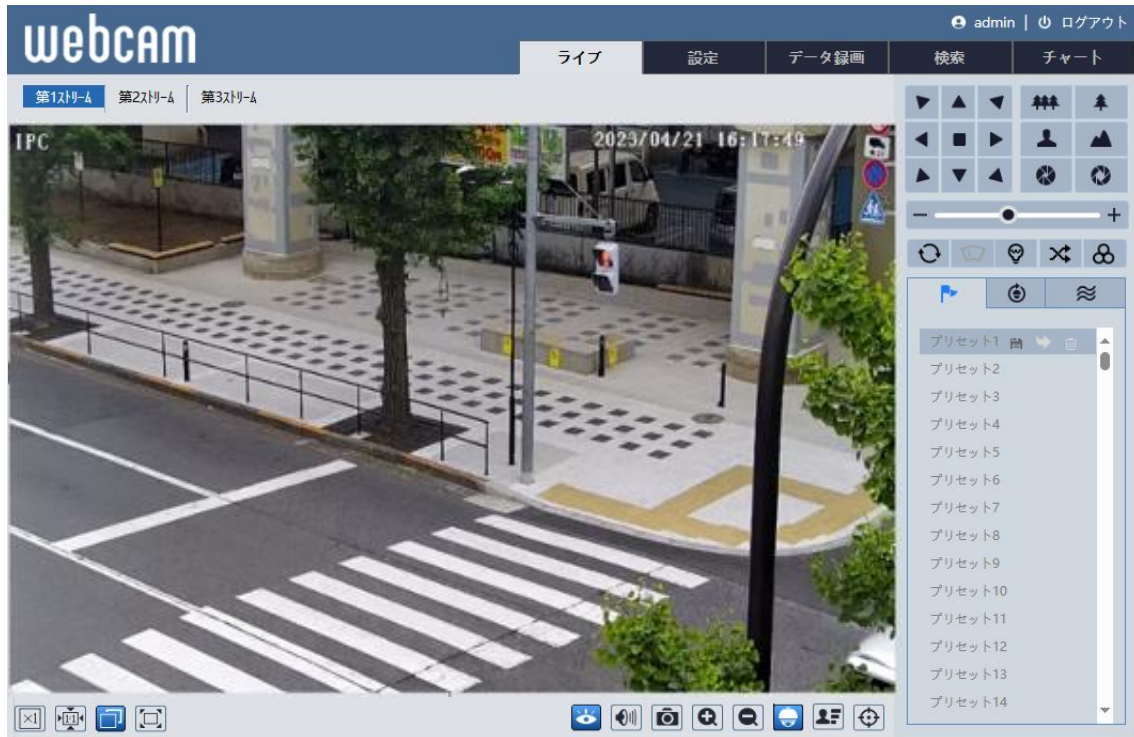 webcam
admin | ログアウト
ライブ 設定 データ録画 検索 チャート
第1ストリーム 第2ストリーム 第3ストリーム
IPC 2023/04/21 16:17:49
プリセット1
プリセット2
プリセット3
プリセット4
プリセット5
プリセット6
プリセット7
プリセット8
プリセット9
プリセット10
プリセット11
プリセット12
プリセット13
プリセット14
×1 1:1